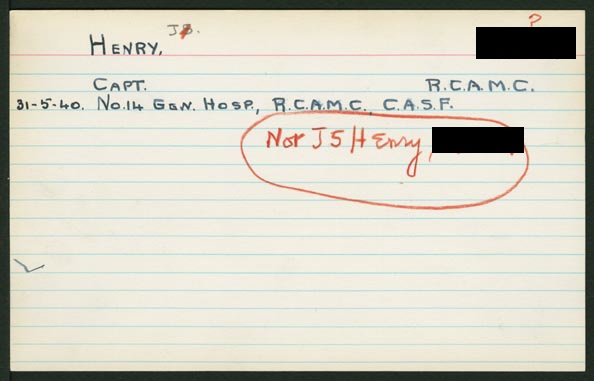 ?
HENRY, J.B.
CAPT. R.C.A.M.C.
31-5-40. No.14 GEN. HOSP., R.C.A.M.C. C.A.S.F.
Not J S Henry,